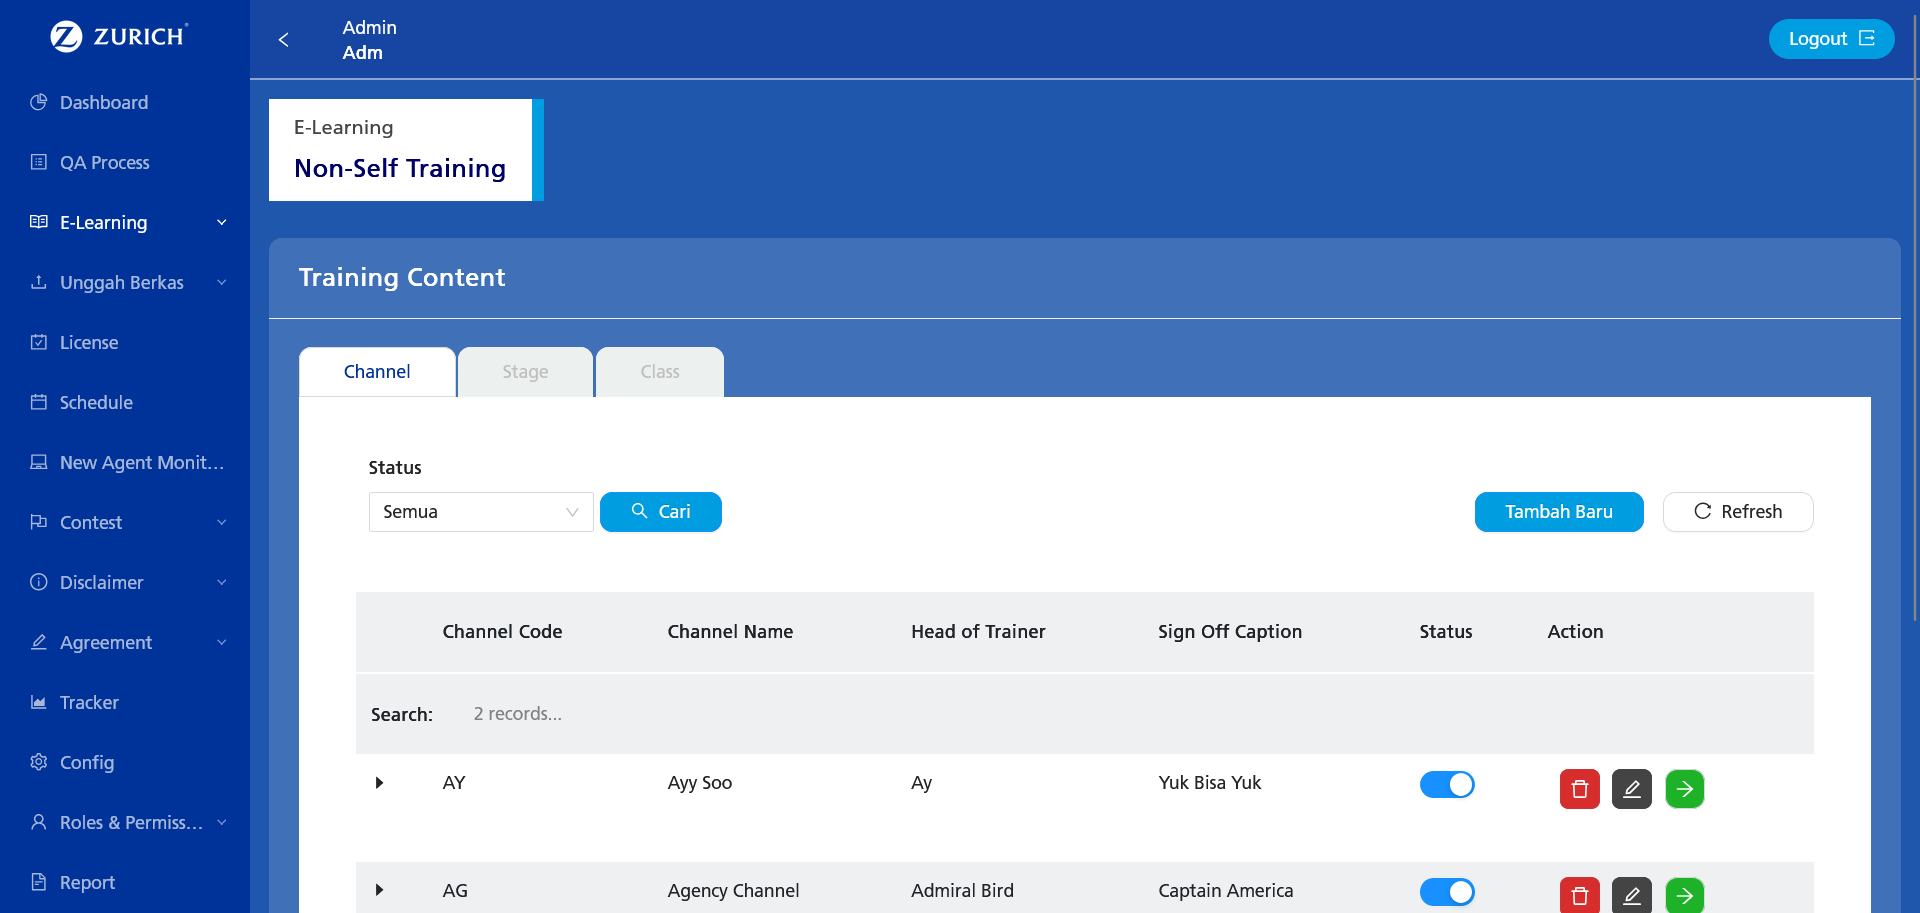 ZURICH
Dashboard
QA Process
E-Learning
Unggah Berkas
License
Schedule
New Agent Monit...
Contest
Disclaimer
Agreement
Tracker
Config
Roles & Permiss...
Report
Admin
Adm
Logout
E-Learning
Non-Self Training
Training Content
Channel Stage Class
Status
Semua Cari Tambah Baru Refresh
Channel Code Channel Name Head of Trainer Sign Off Caption Status Action
Search: 2 records...
AY Ayy Soo Ay Yuk Bisa Yuk
AG Agency Channel Admiral Bird Captain America